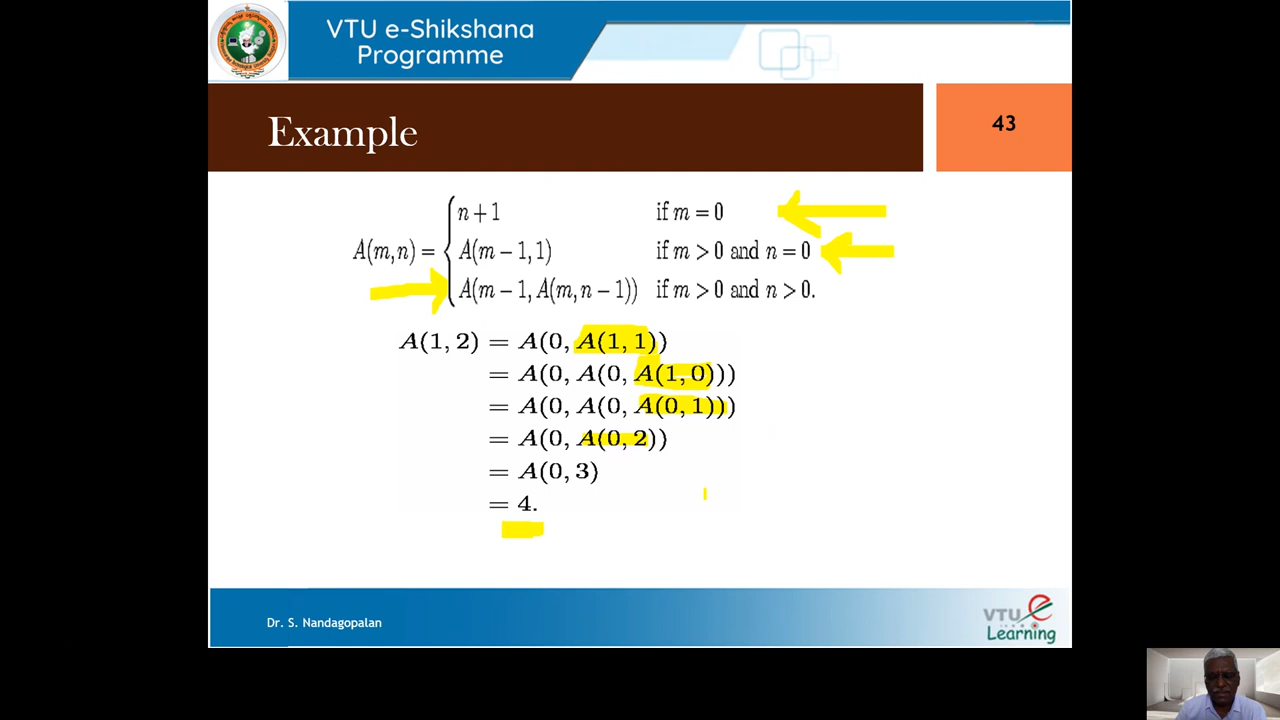 VTU e-Shikshana
Programme
Example
43
A(m,n) = { n + 1 if m = 0
A(m − 1, 1) if m > 0 and n = 0
A(m − 1, A(m, n − 1)) if m > 0 and n > 0.
A(1, 2) = A(0, A(1, 1))
= A(0, A(0, A(1, 0)))
= A(0, A(0, A(0, 1)))
= A(0, A(0, 2))
= A(0, 3)
= 4.
Dr. S. Nandagopalan
VTU e
Learning